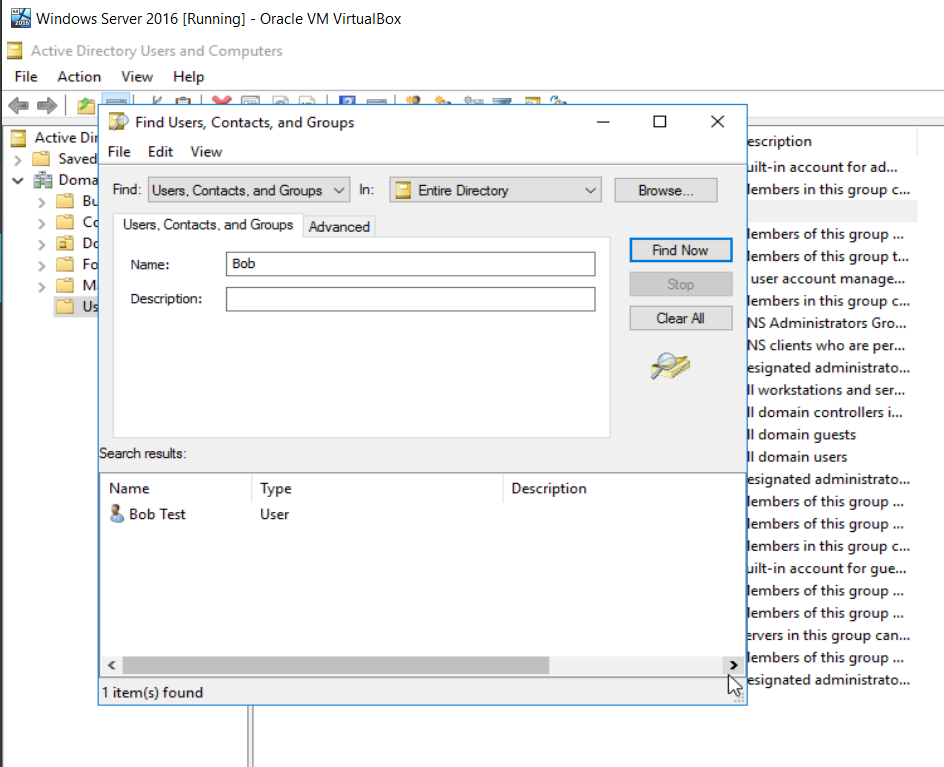 Windows Server 2016 [Running] - Oracle VM VirtualBox
Active Directory Users and Computers
File Action View Help
Find Users, Contacts, and Groups
File Edit View
Find: Users, Contacts, and Groups In: Entire Directory Browse...
Users, Contacts, and Groups Advanced
Name: Bob
Description:
Find Now
Stop
Clear All
Search results:
Name Type Description
Bob Test User
1 item(s) found
Active Dir
Saved
Doma
Bu
Co
Do
Fo
M
Us
escription
uilt-in account for ad...
lembers in this group c...
lembers of this group ...
lembers of this group t...
user account manage...
lembers in this group c...
NS Administrators Gro...
NS clients who are per...
esignated administrato...
ll workstations and ser...
ll domain controllers i...
ll domain guests
ll domain users
esignated administrato...
lembers of this group ...
lembers of this group ...
lembers in this group c...
uilt-in account for gue...
lembers of this group ...
lembers of this group ...
ervers in this group can...
lembers of this group ...
esignated administrato...